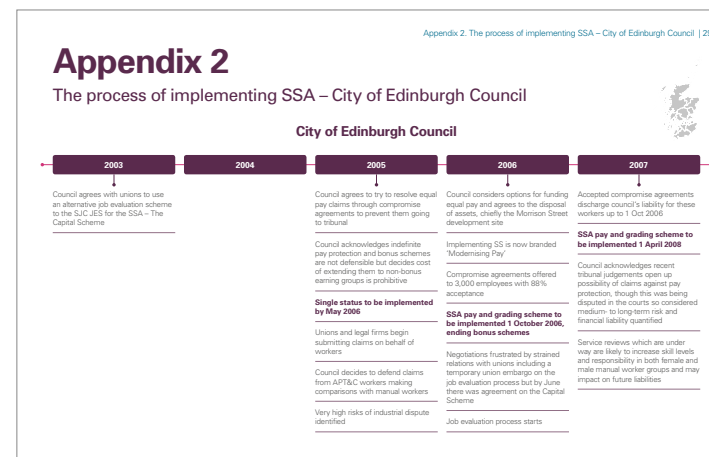 Appendix 2. The process of implementing SSA – City of Edinburgh Council | 25
Appendix 2
The process of implementing SSA – City of Edinburgh Council
City of Edinburgh Council
2003
2004
2005
2006
2007
Council agrees with unions to use
an alternative job evaluation scheme
to the SJC JES for the SSA – The
Capital Scheme
Council agrees to try to resolve equal
pay claims through compromise
agreements to prevent them going
to tribunal
Council acknowledges indefinite
pay protection and bonus schemes
are not defensible but decides cost
of extending them to non-bonus
earning groups is prohibitive
Single status to be implemented
by May 2006
Unions and legal firms begin
submitting claims on behalf of
workers
Council decides to defend claims
from APT&C workers making
comparisons with manual workers
Very high risks of industrial dispute
identified
Council considers options for funding
equal pay and agrees to the disposal
of assets, chiefly the Morrison Street
development site
Implementing SS is now branded
‘Modernising Pay’
Compromise agreements offered
to 3,000 employees with 88%
acceptance
SSA pay and grading scheme to
be implemented 1 October 2006,
ending bonus schemes
Negotiations frustrated by strained
relations with unions including a
temporary union embargo on the
job evaluation process but by June
there was agreement on the Capital
Scheme
Job evaluation process starts
Accepted compromise agreements
discharge council’s liability for these
workers up to 1 Oct 2006
SSA pay and grading scheme to
be implemented 1 April 2008
Council acknowledges recent
tribunal judgements open up
possibility of claims against pay
protection, though this was being
disputed in the courts so considered
medium- to long-term risk and
financial liability quantified
Service reviews which are under
way are likely to increase skill levels
and responsibility in both female and
male manual worker groups and may
impact on future liabilities